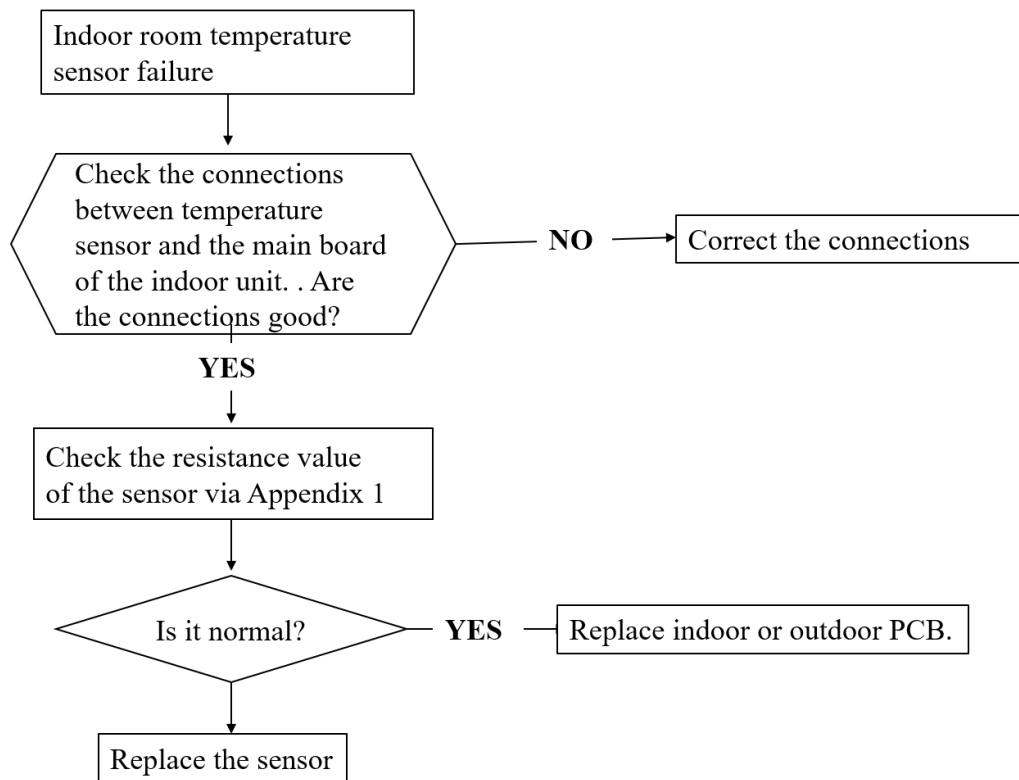 Indoor room temperature
sensor failure
Check the connections
between temperature
sensor and the main board
of the indoor unit. . Are
the connections good?
NO
Correct the connections
YES
Check the resistance value
of the sensor via Appendix 1
Is it normal?
YES
Replace indoor or outdoor PCB.
Replace the sensor